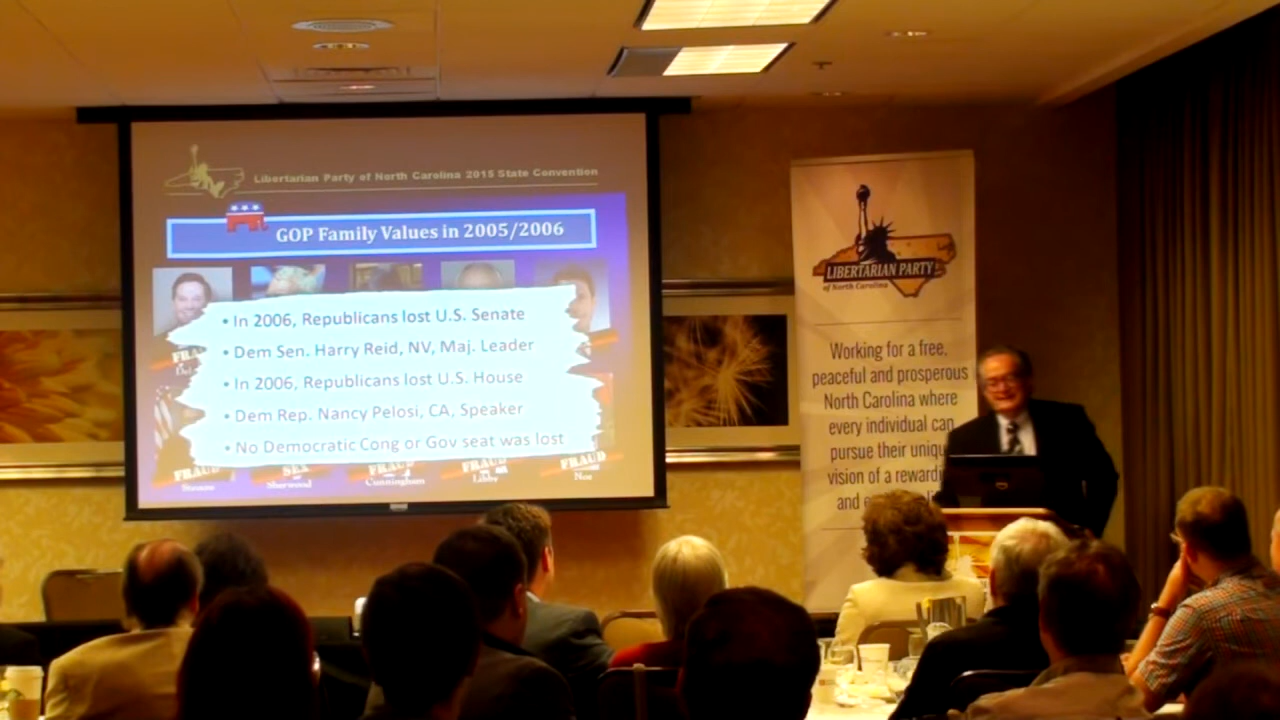 Libertarian Party of North Carolina 2015 State Convention
GOP Family Values in 2005/2006
• In 2006, Republicans lost U.S. Senate
• Dem Sen. Harry Reid, NV, Maj. Leader
• In 2006, Republicans lost U.S. House
• Dem Rep. Nancy Pelosi, CA, Speaker
• No Democratic Cong or Gov seat was lost
FRAUD SEX FRAUD FRAUD FRAUD
Sherwood Cunningham Libby Noe
LIBERTARIAN PARTY
of North Carolina
Working for a free,
peaceful and prosperous
North Carolina where
every individual can
pursue their
vision of a
and